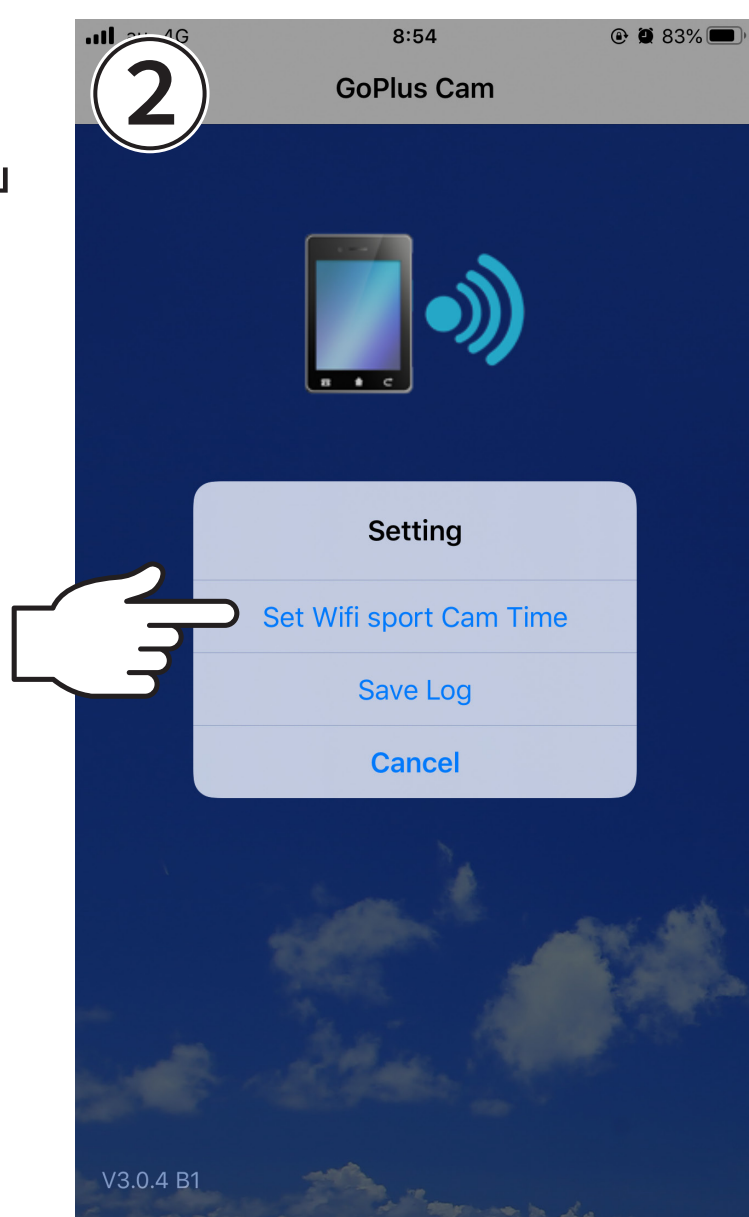 4G 8:54 83%
2
GoPlus Cam
」
Setting
Set Wifi sport Cam Time
Save Log
Cancel
V3.0.4 B1